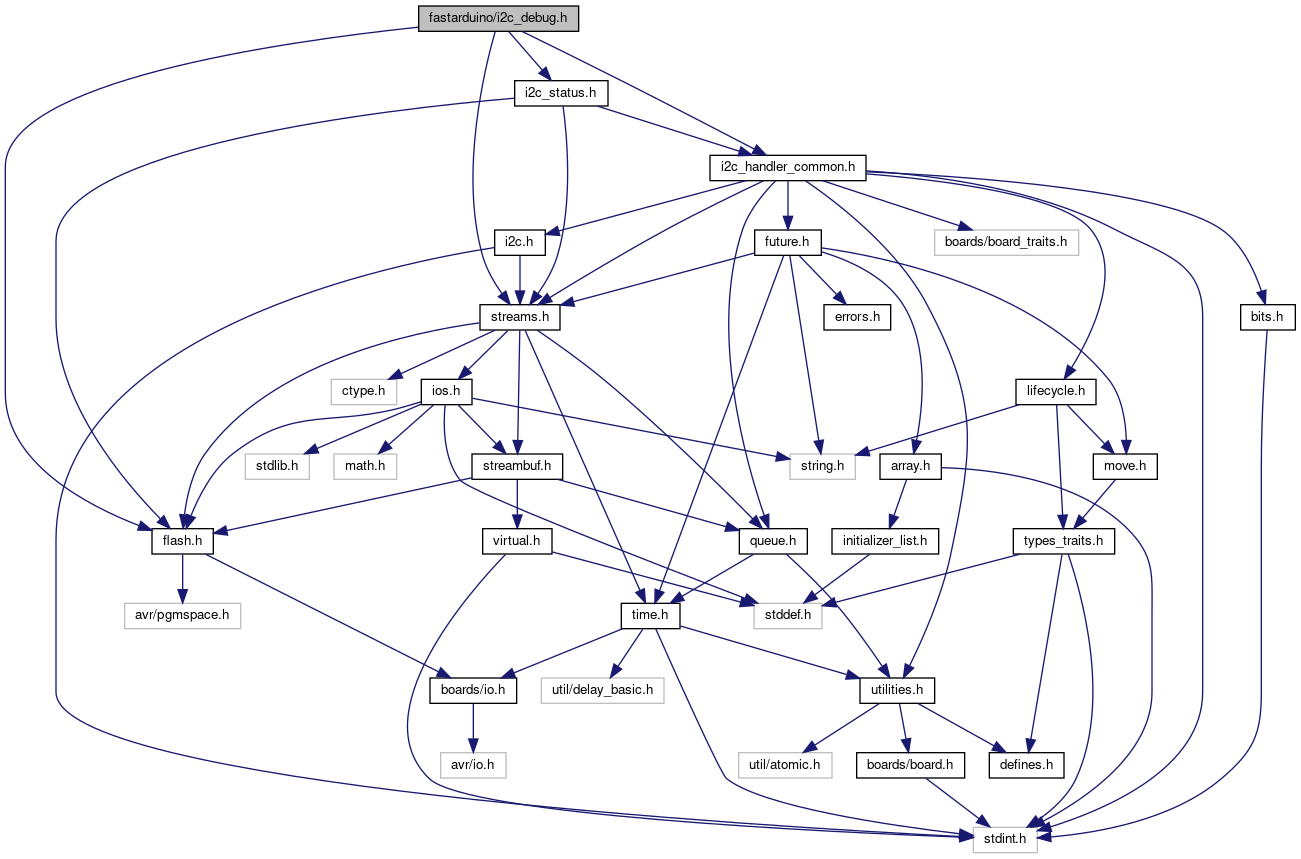 fastarduino/i2c_debug.h
i2c_status.h
i2c_handler_common.h
i2c.h
future.h
boards/board_traits.h
streams.h
errors.h
bits.h
ctype.h
ios.h
lifecycle.h
stdlib.h
math.h
streambuf.h
string.h
array.h
move.h
flash.h
virtual.h
queue.h
initializer_list.h
types_traits.h
avr/pgmspace.h
time.h
stddef.h
boards/io.h
util/delay_basic.h
utilities.h
avr/io.h
util/atomic.h
boards/board.h
defines.h
stdint.h